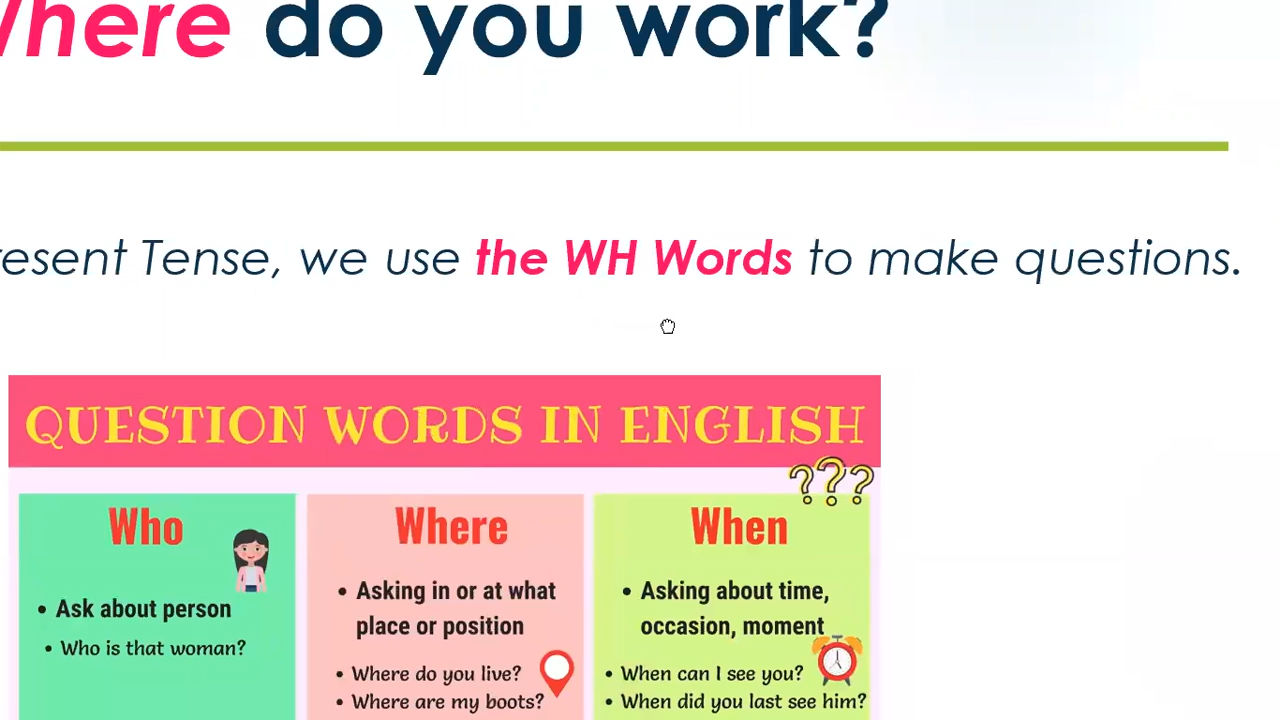 Where do you work?
resent Tense, we use the WH Words to make questions.
QUESTION WORDS IN ENGLISH
???
Who
Ask about person
Who is that woman?
Where
Asking in or at what
place or position
Where do you live?
Where are my boots?
When
Asking about time,
occasion, moment
When can I see you?
When did you last see him?